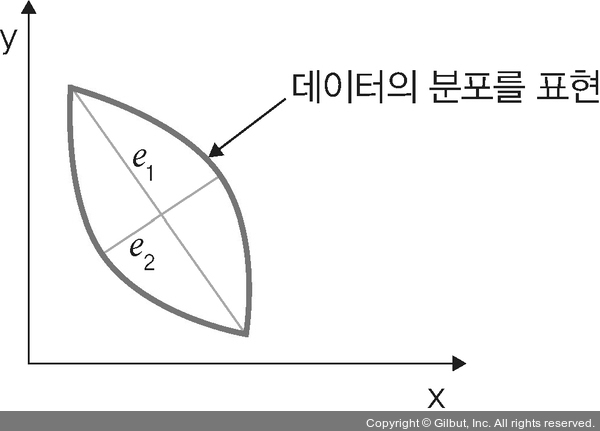 y
데이터의 분포를 표현
e1
e2
x
Copyright © Gilbut, Inc. All rights reserved.